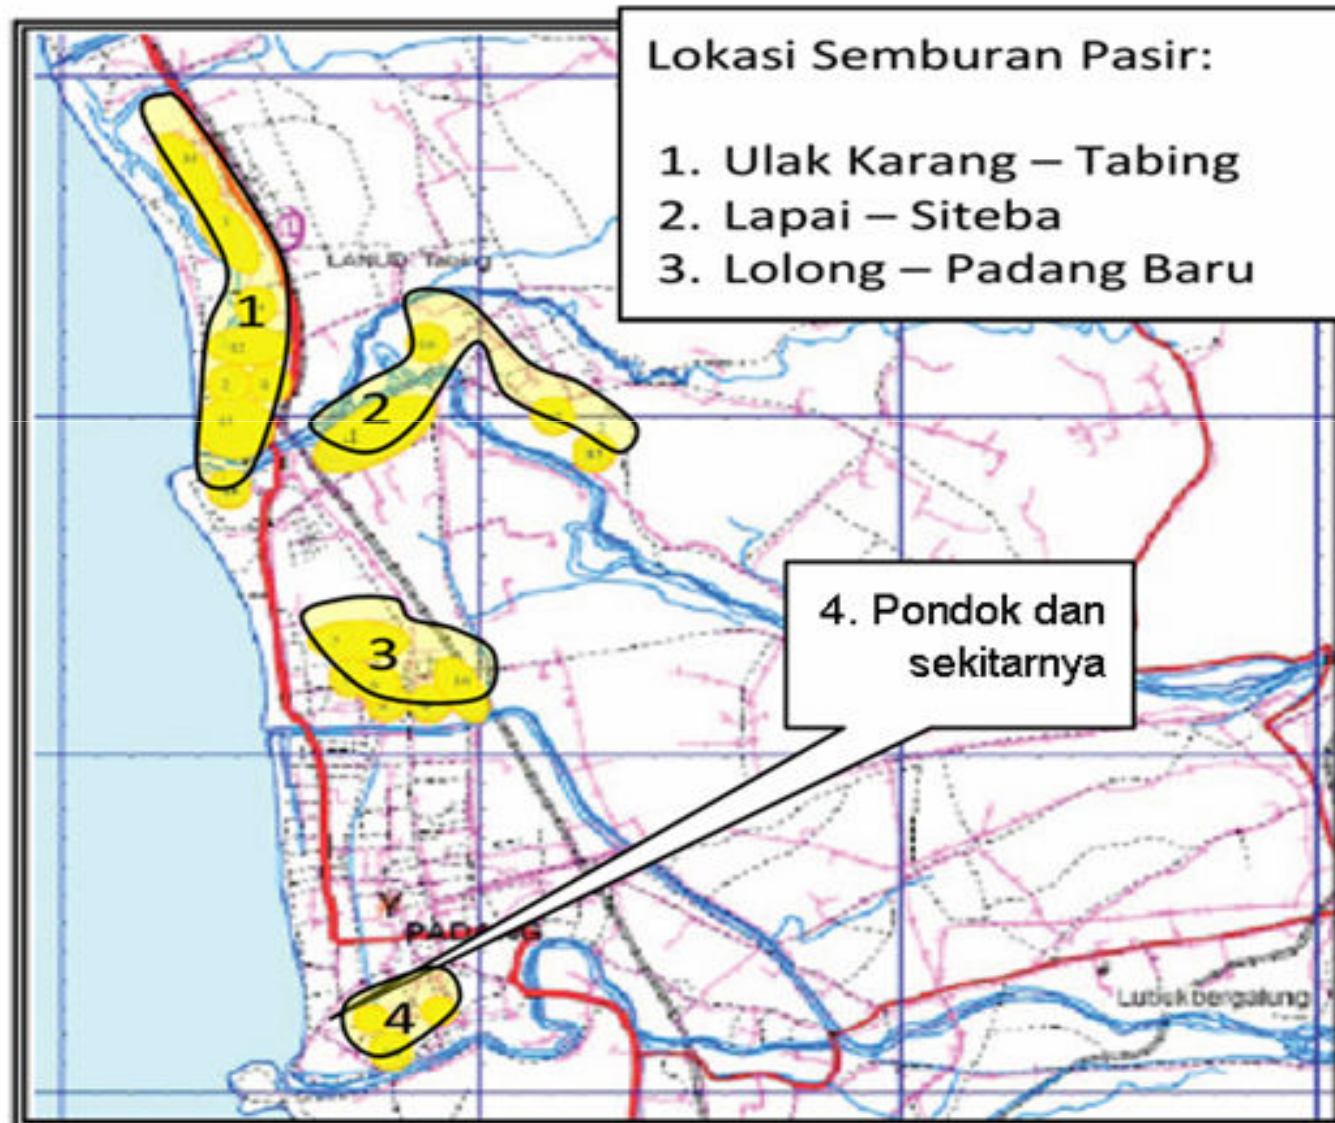 Lokasi Semburan Pasir:
1. Ulak Karang – Tabing
2. Lapai – Siteba
3. Lolong – Padang Baru
LANUD Tabing
1
2
4. Pondok dan
sekitarnya
3
PADANG
4